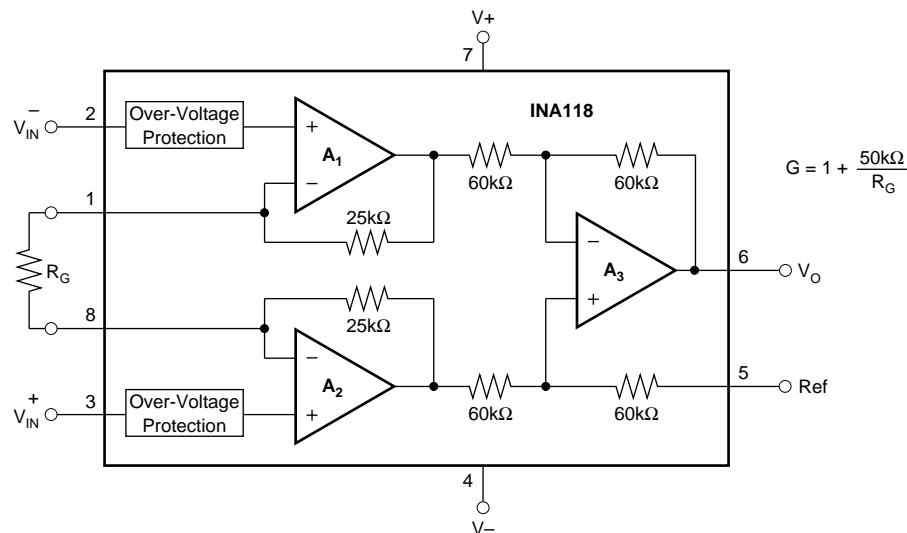 V+
7
INA118
V⁻IN
2
Over-Voltage
Protection
+
A1
−
60kΩ
60kΩ
G = 1 + 50kΩ / RG
1
25kΩ
RG
−
A3
+
6
VO
8
25kΩ
−
A2
+
V⁺IN
3
Over-Voltage
Protection
60kΩ
60kΩ
5
Ref
4
V–